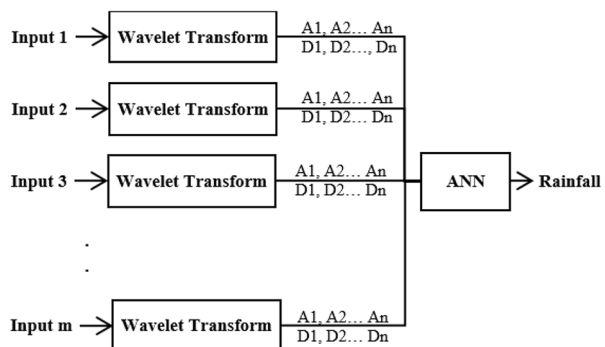 Input 1
Wavelet Transform
A1, A2... An
D1, D2..., Dn
Input 2
Wavelet Transform
A1, A2... An
D1, D2... Dn
Input 3
Wavelet Transform
A1, A2... An
D1, D2... Dn
ANN
Rainfall
.
.
Input m
Wavelet Transform
A1, A2... An
D1, D2... Dn